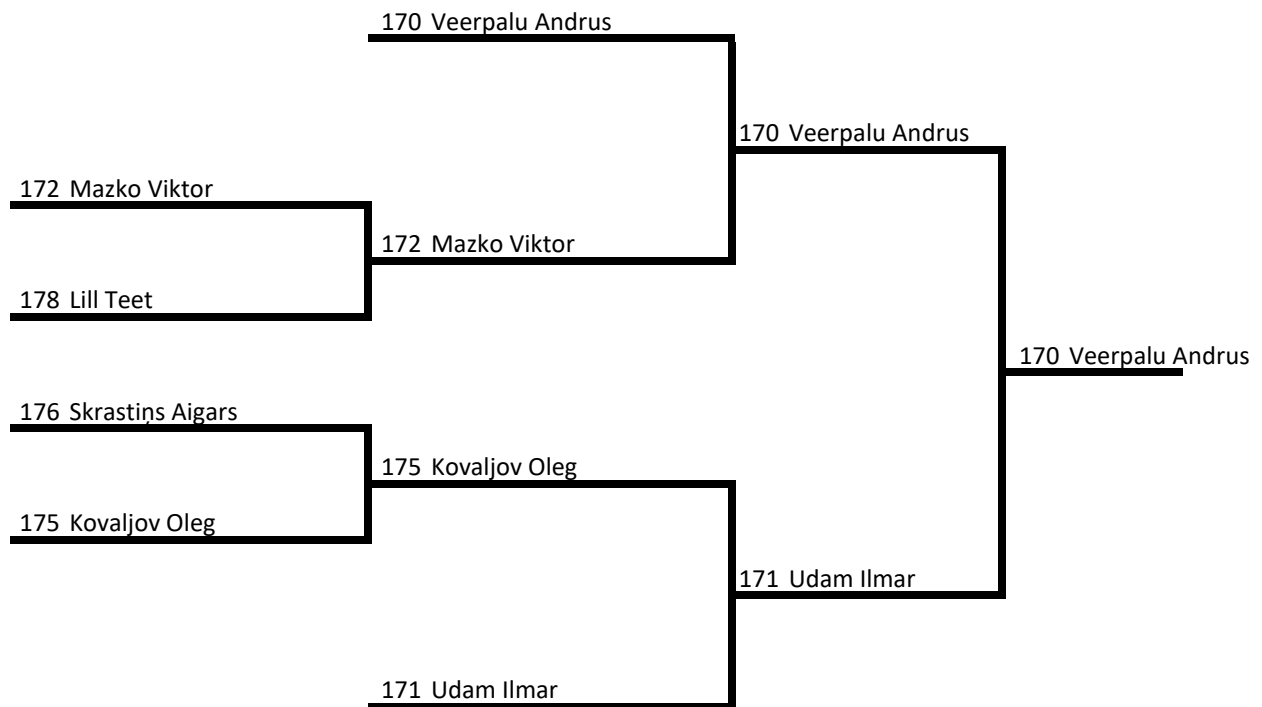 170 Veerpalu Andrus
170 Veerpalu Andrus
172 Mazko Viktor
172 Mazko Viktor
178 Lill Teet
170 Veerpalu Andrus
176 Skrastiņs Aigars
175 Kovaljov Oleg
175 Kovaljov Oleg
171 Udam Ilmar
171 Udam Ilmar